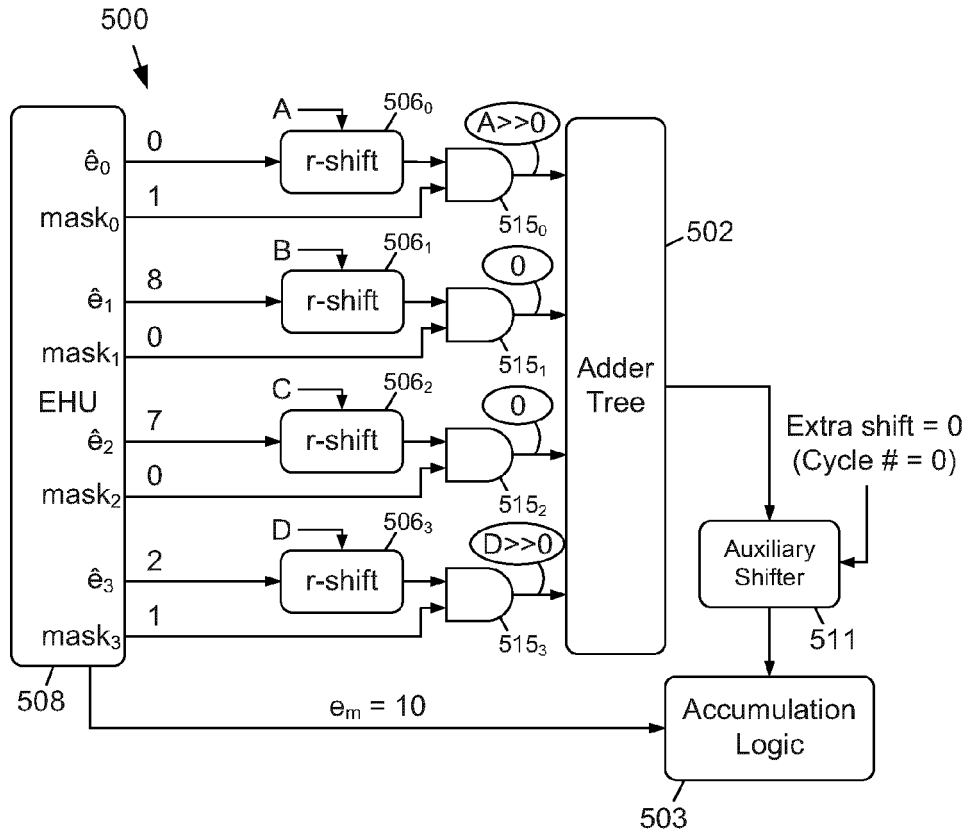 500
A
506₀
A>>0
0
ê₀
r-shift
1
mask₀
515₀
502
B
506₁
0
8
ê₁
r-shift
0
mask₁
515₁
Adder
Tree
EHU
C
506₂
0
7
ê₂
r-shift
Extra shift = 0
(Cycle # = 0)
0
mask₂
515₂
D
506₃
D>>0
2
ê₃
r-shift
Auxiliary
Shifter
1
mask₃
515₃
511
508
eₘ = 10
Accumulation
Logic
503